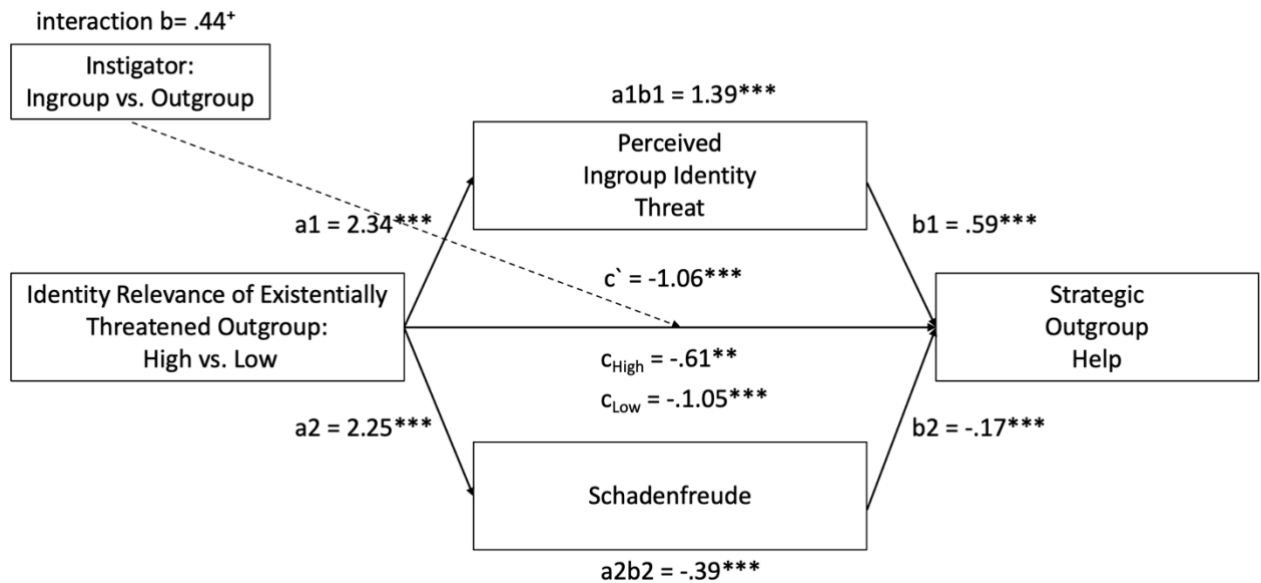 interaction b= .44⁺
Instigator:
Ingroup vs. Outgroup
a1b1 = 1.39***
Perceived
Ingroup Identity
Threat
a1 = 2.34***
b1 = .59***
c` = -1.06***
Identity Relevance of Existentially
Threatened Outgroup:
High vs. Low
Strategic
Outgroup
Help
cHigh = -.61**
cLow = -.1.05***
a2 = 2.25***
b2 = -.17***
Schadenfreude
a2b2 = -.39***